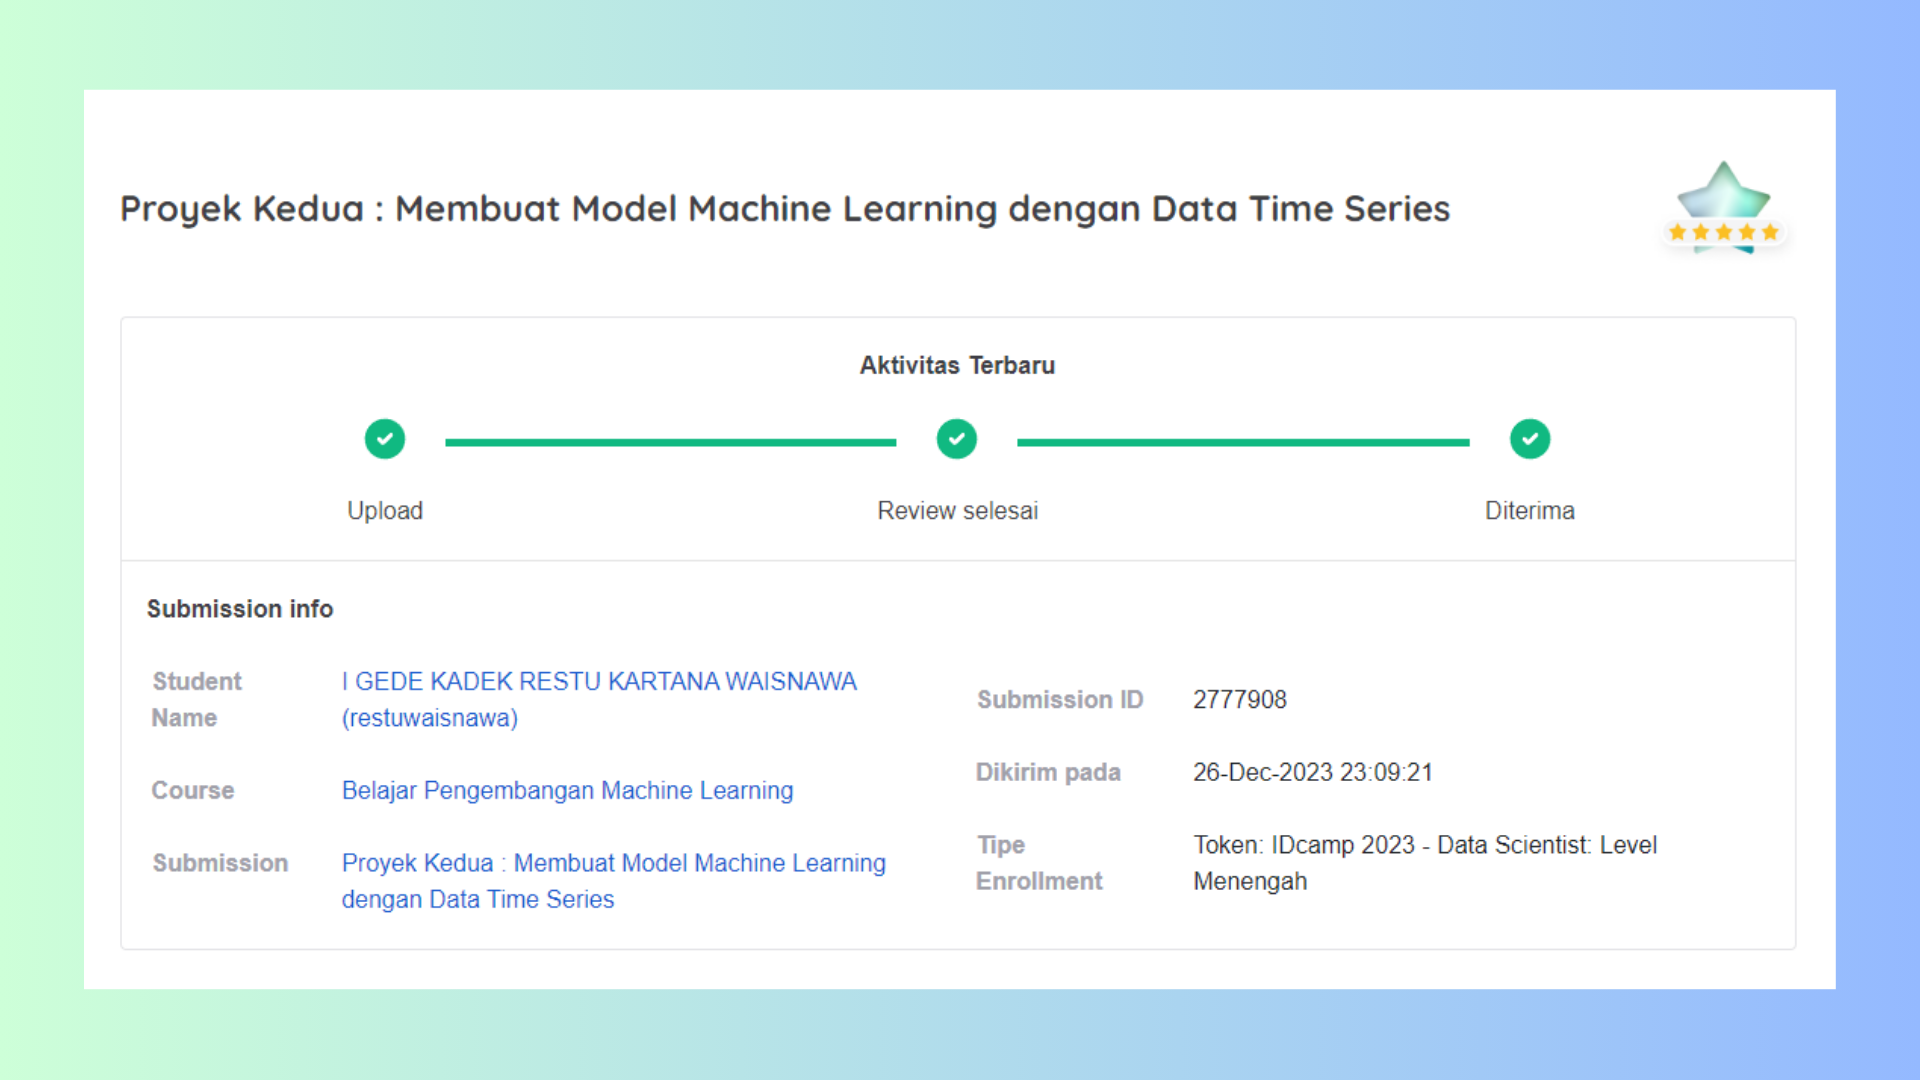 Proyek Kedua : Membuat Model Machine Learning dengan Data Time Series
Aktivitas Terbaru
Upload
Review selesai
Diterima
Submission info
Student
Name
I GEDE KADEK RESTU KARTANA WAISNAWA
(restuwaisnawa)
Course
Belajar Pengembangan Machine Learning
Submission
Proyek Kedua : Membuat Model Machine Learning
dengan Data Time Series
Submission ID
2777908
Dikirim pada
26-Dec-2023 23:09:21
Tipe
Enrollment
Token: IDcamp 2023 - Data Scientist: Level
Menengah